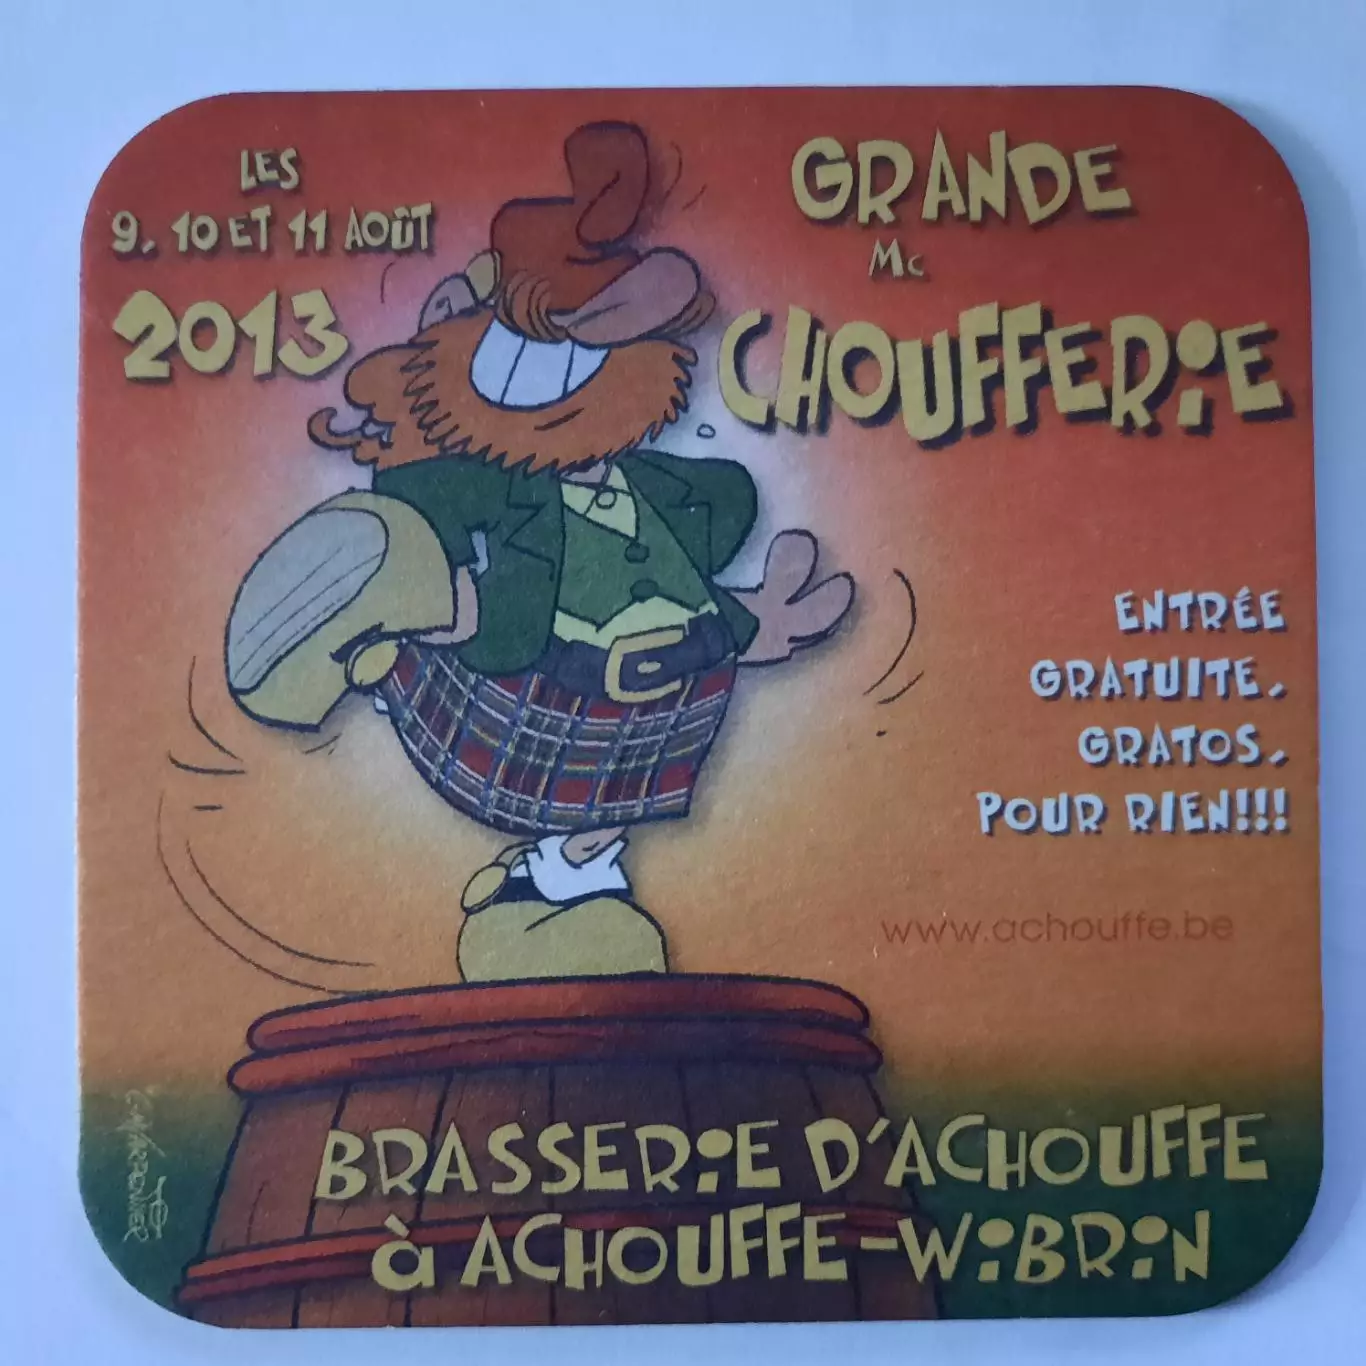 LES
9, 10 ET 11 AOÛT
2013
GRANDE
Mc
CHOUFFERIE
ENTRÉE
GRATUITE,
GRATOS,
POUR RIEN!!!
www.achouffe.be
BRASSERIE D'ACHOUFFE
à ACHOUFFE-WIBRIN